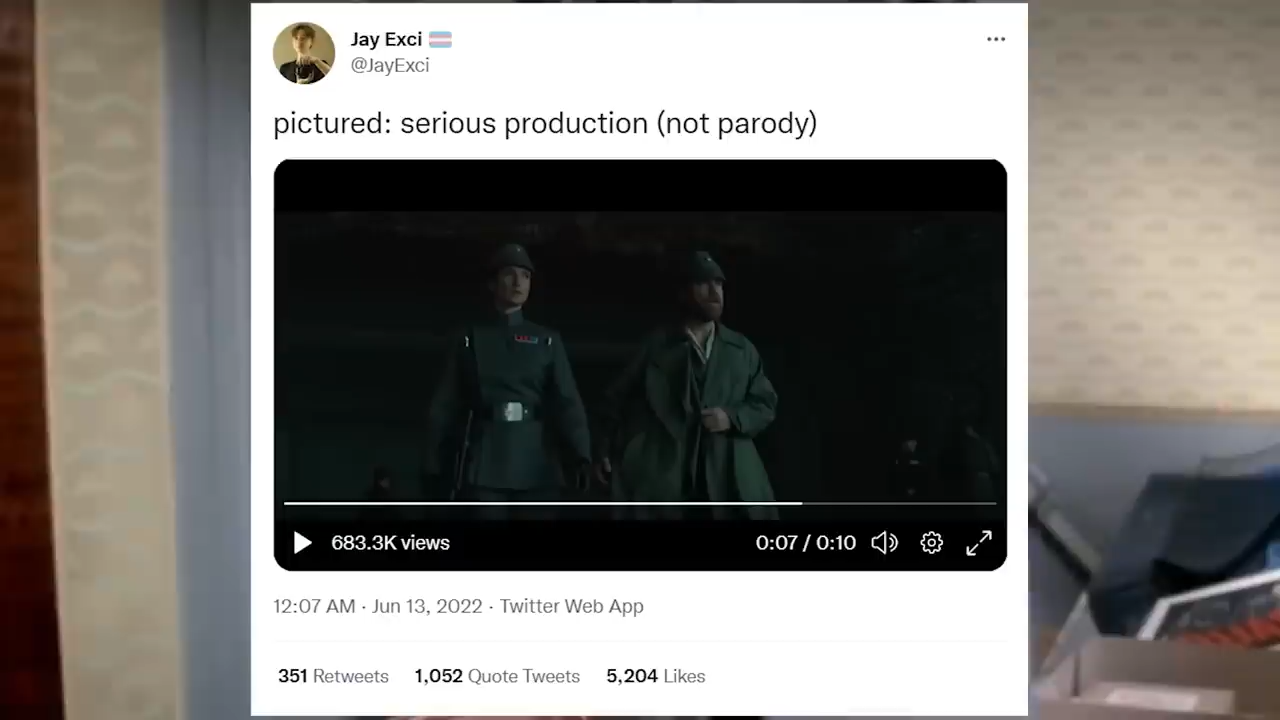 Jay Exci
@JayExci
pictured: serious production (not parody)
683.3K views
0:07 / 0:10
12:07 AM · Jun 13, 2022 · Twitter Web App
351 Retweets 1,052 Quote Tweets 5,204 Likes